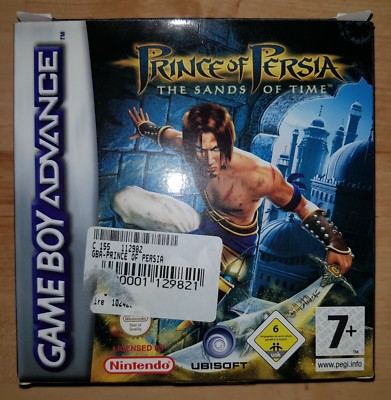 GAME BOY ADVANCE
PRINCE OF PERSIA
THE SANDS OF TIME
C 155 112982
GBA-PRINCE OF PERSIA
0001 129821
LICENSED BY
Nintendo
UBISOFT
6
USK
7+
www.pegi.info